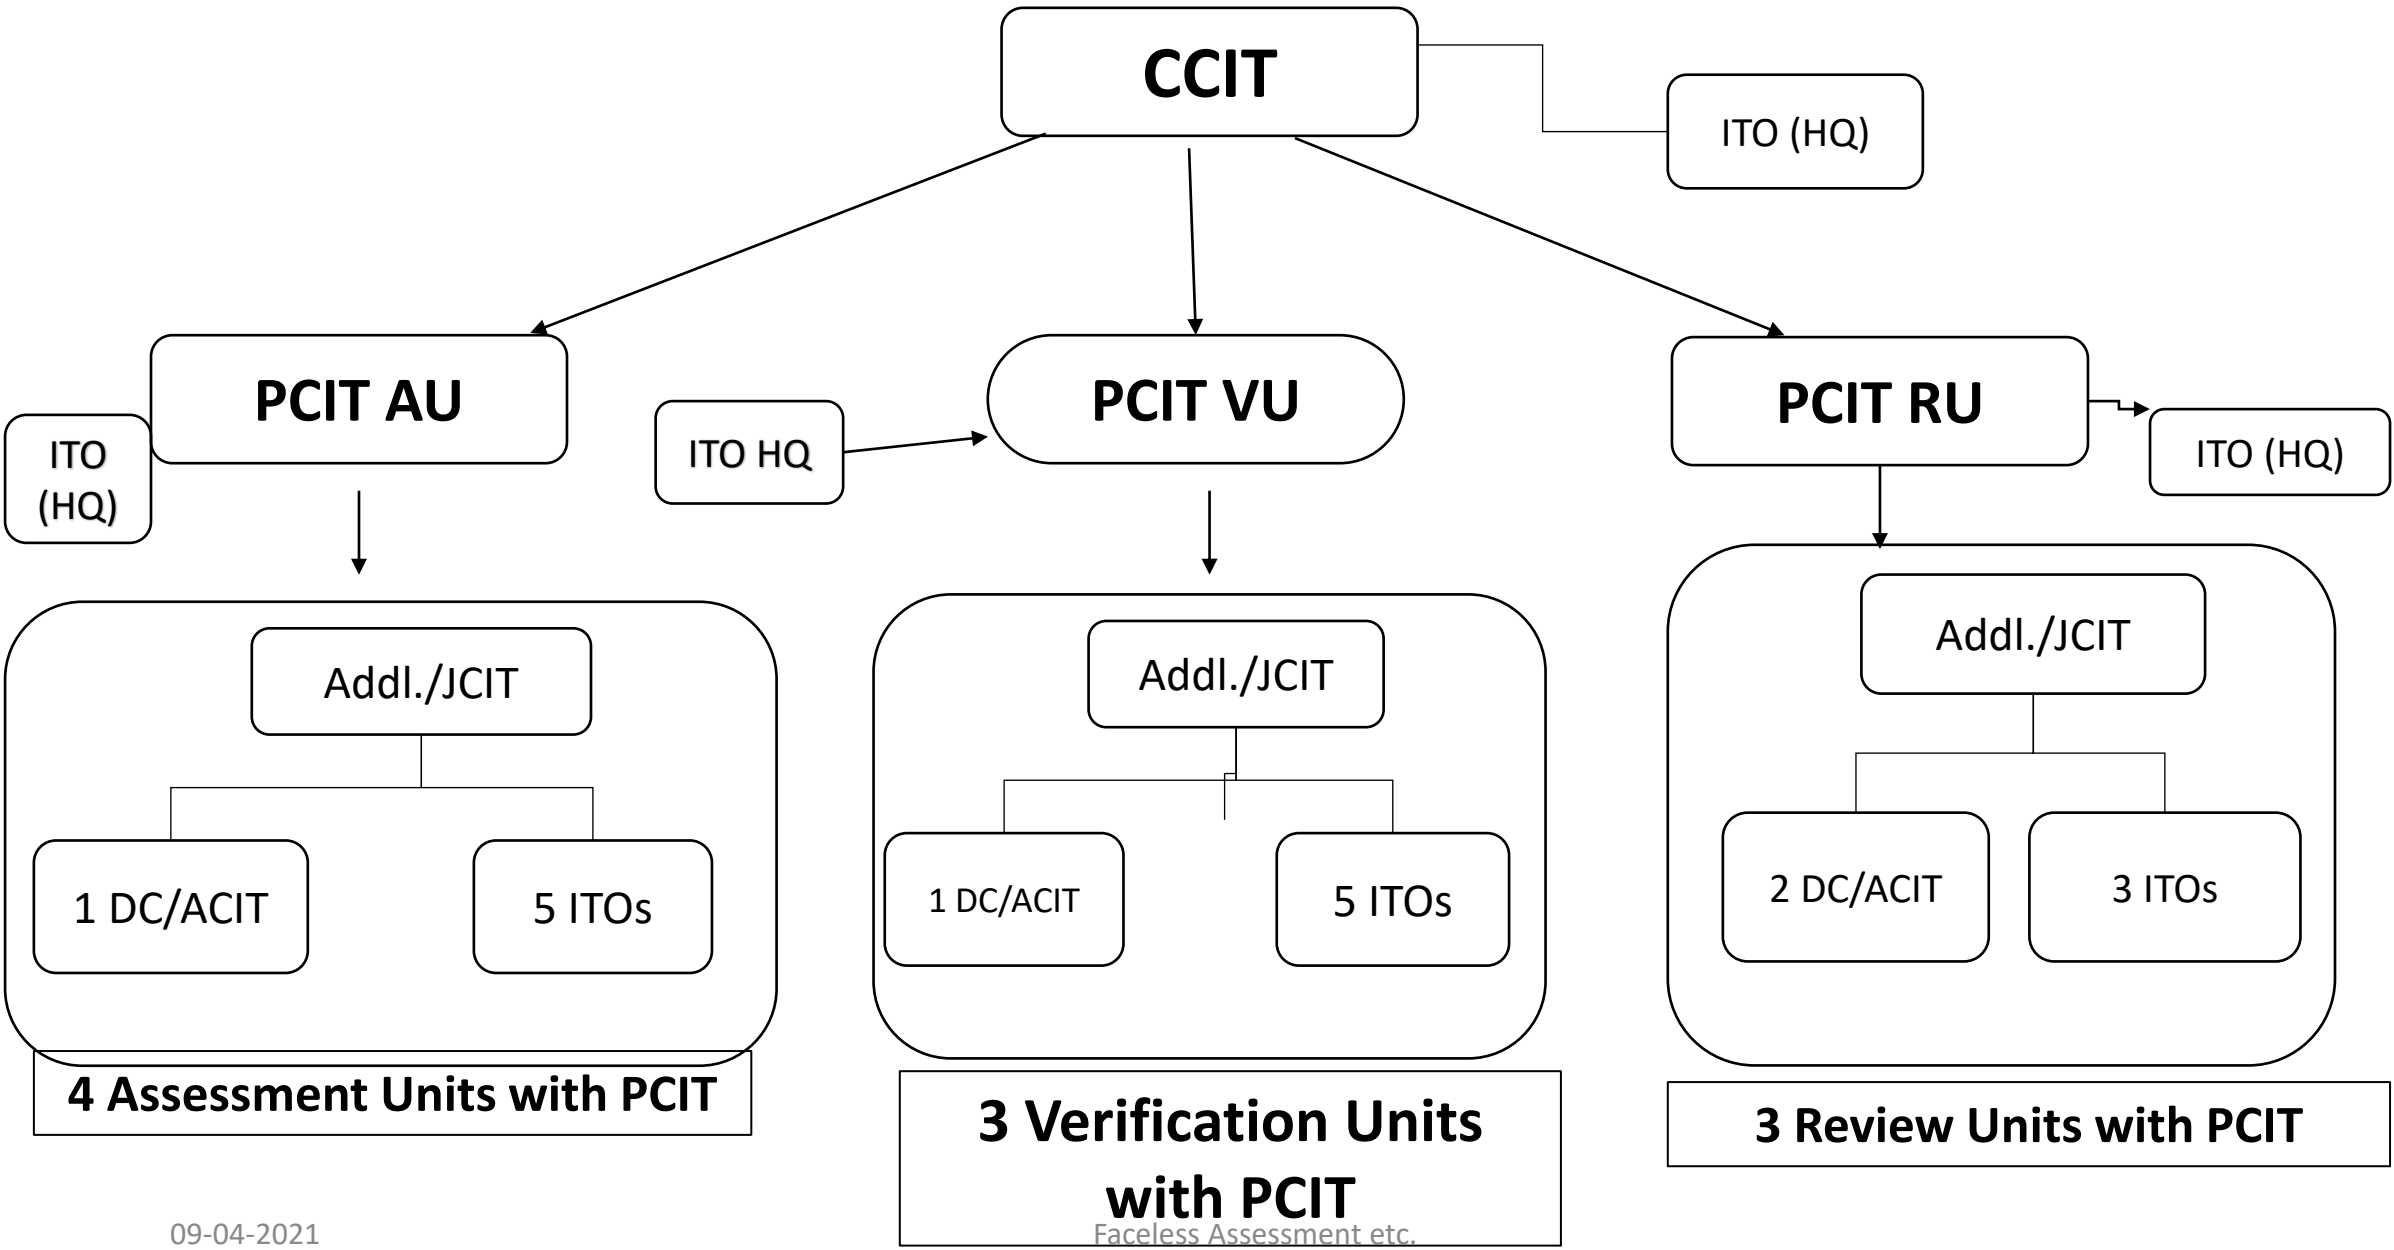 CCIT
ITO (HQ)
PCIT AU
ITO
(HQ)
ITO HQ
PCIT VU
PCIT RU
ITO (HQ)
Addl./JCIT
1 DC/ACIT
5 ITOs
4 Assessment Units with PCIT
Addl./JCIT
1 DC/ACIT
5 ITOs
3 Verification Units
with PCIT
Addl./JCIT
2 DC/ACIT
3 ITOs
3 Review Units with PCIT
09-04-2021
Faceless Assessment etc.